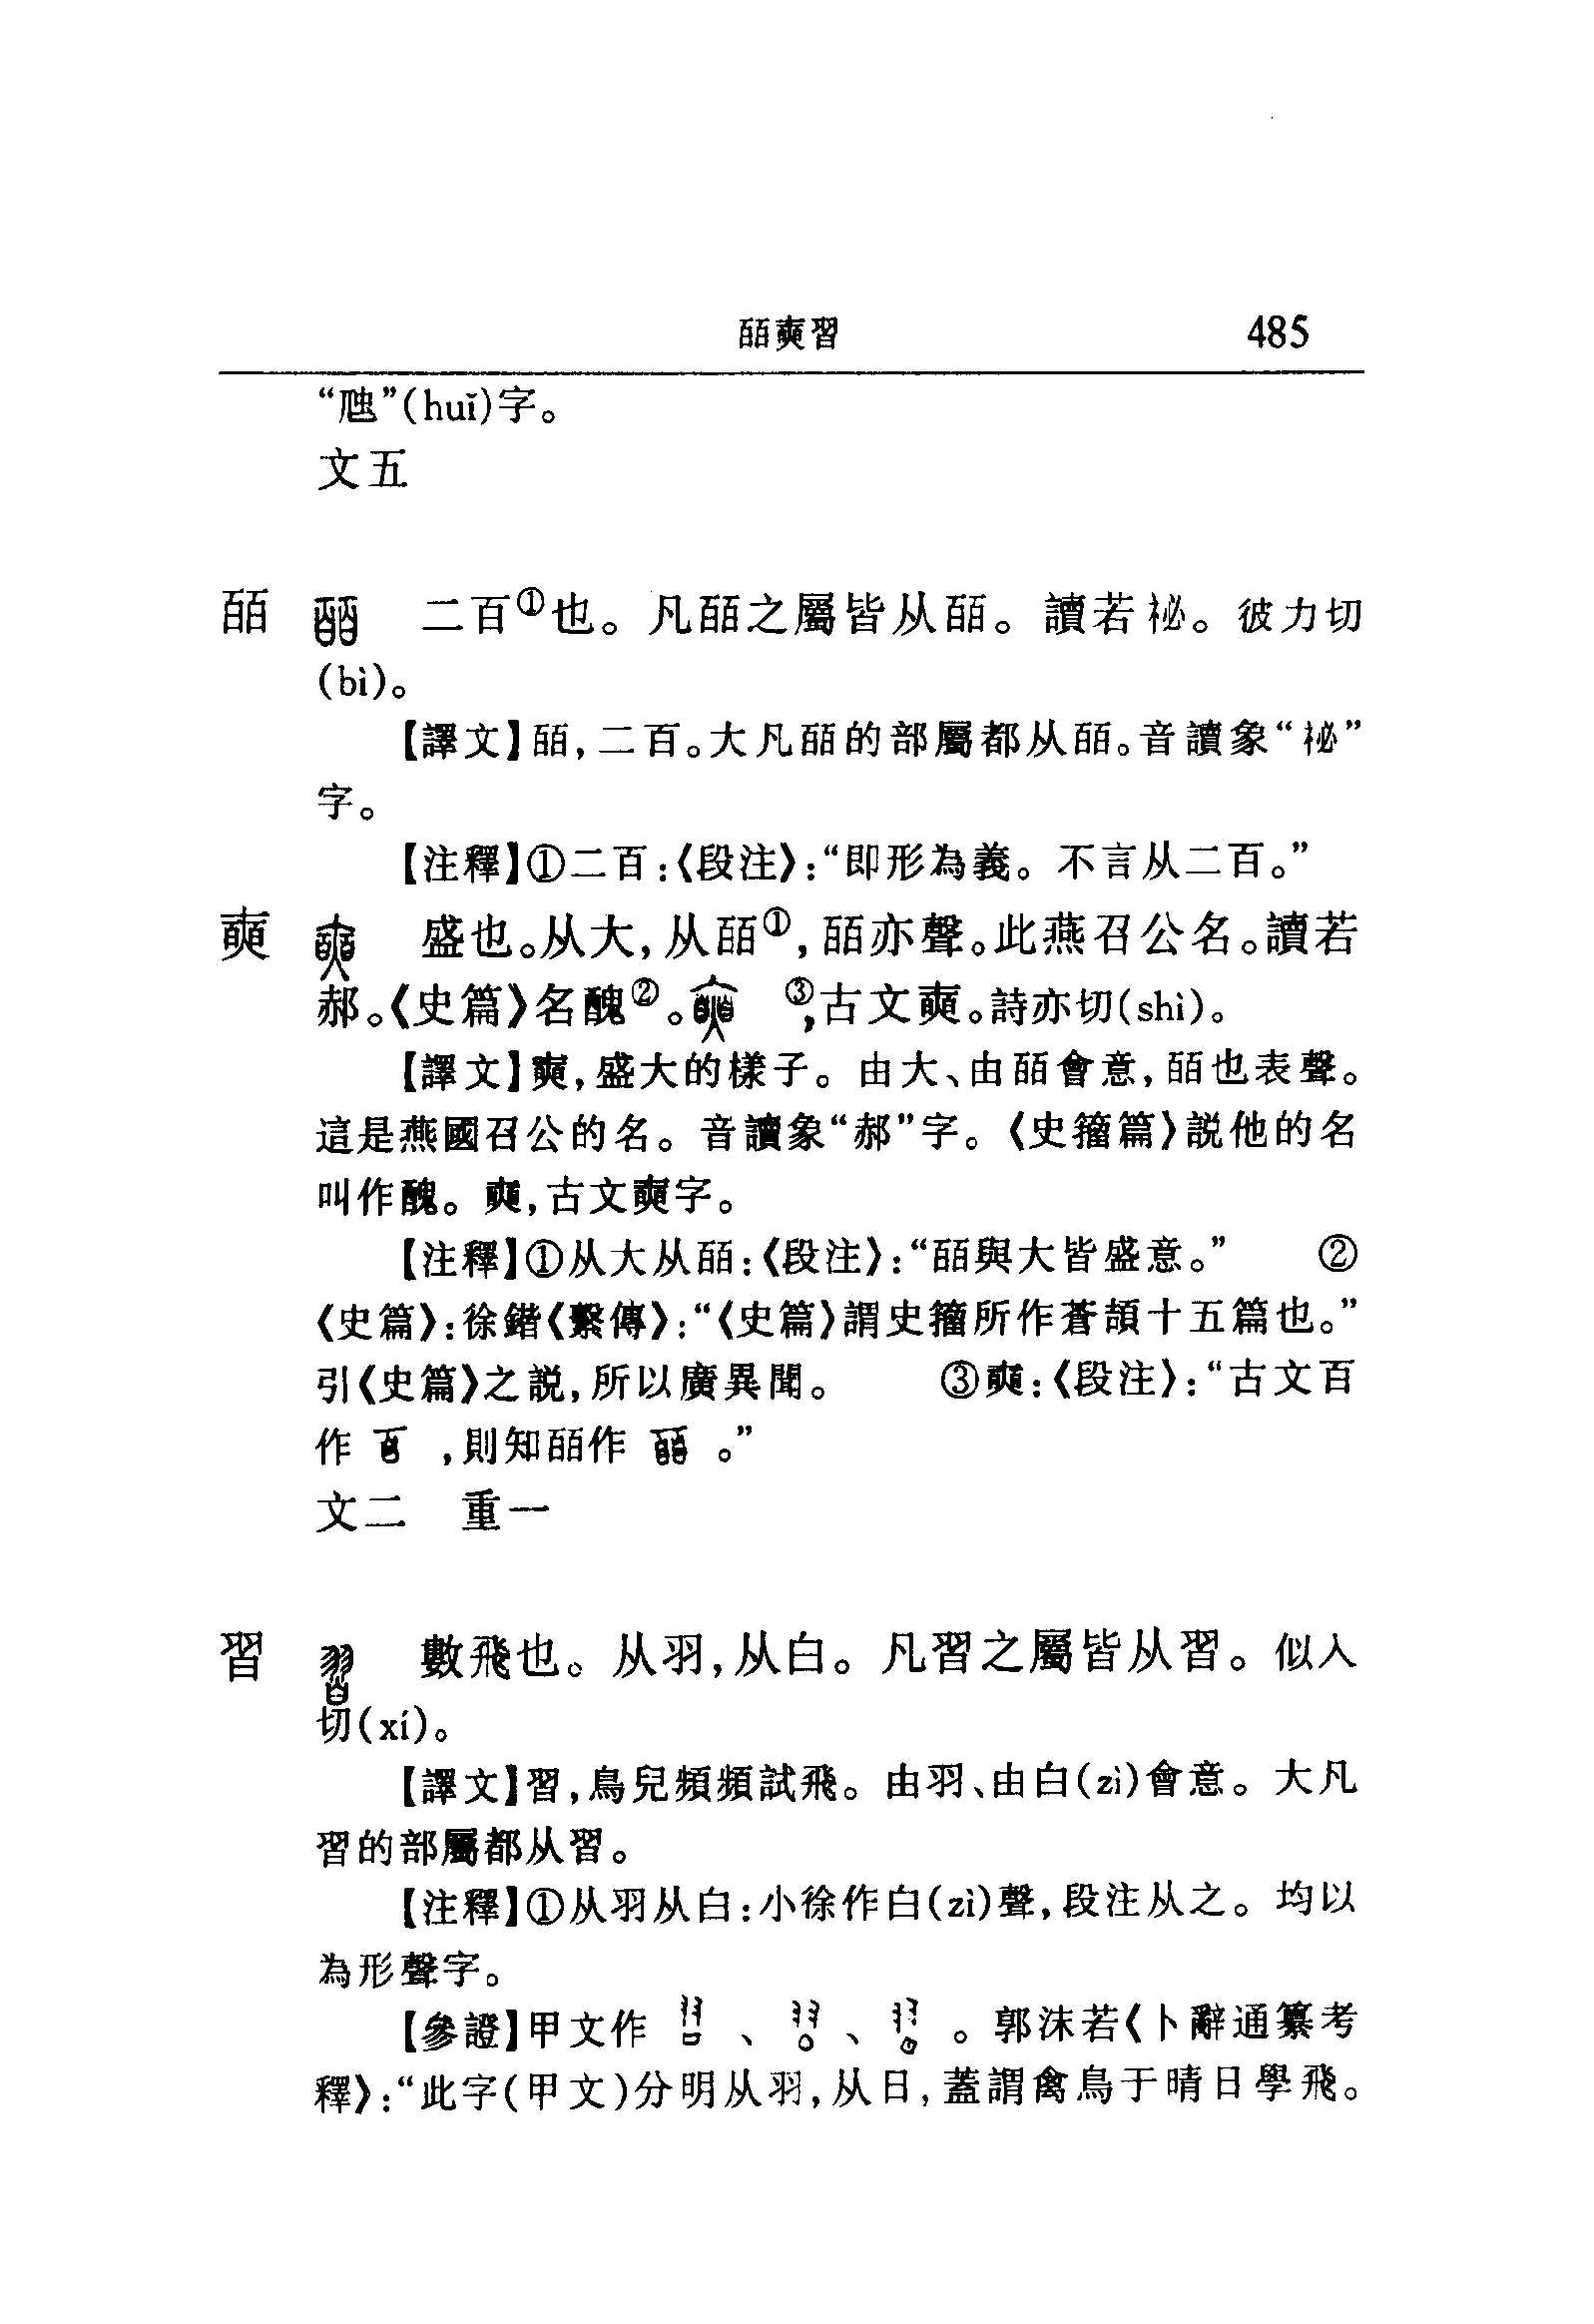 皕奭習 485
“虺”(huǐ)字。
文五
皕 二百①也。凡皕之屬皆从皕。讀若祕。彼力切
(bì)。
【譯文】皕,二百。大凡皕的部屬都从皕。音讀象“祕”
字。
【注釋】①二百:《段注》:“即形為義。不言从二百。”
奭 盛也。从大,从皕①,皕亦聲。此燕召公名。讀若
郝。《史篇》名醜②。③,古文奭。詩亦切(shì)。
【譯文】奭,盛大的樣子。由大、由皕會意,皕也表聲。
這是燕國召公的名。音讀象“郝”字。《史籀篇》説他的名
叫作醜。奭,古文奭字。
【注釋】①从大从皕:《段注》:“皕與大皆盛意。” ②
《史篇》:徐鍇《繫傳》:“《史篇》謂史籀所作蒼頡十五篇也。”
引《史篇》之説,所以廣異聞。 ③奭:《段注》:“古文百
作 ,則知皕作 。”
文二 重一
習 數飛也。从羽,从白。凡習之屬皆从習。似入
切(xí)。
【譯文】習,鳥兒頻頻試飛。由羽、由白(zì)會意。大凡
習的部屬都从習。
【注釋】①从羽从白:小徐作白(zì)聲,段注从之。均以
為形聲字。
【參證】甲文作 、 、 。郭沫若《卜辭通纂考
釋》:“此字(甲文)分明从羽,从日,蓋謂禽鳥于晴日學飛。